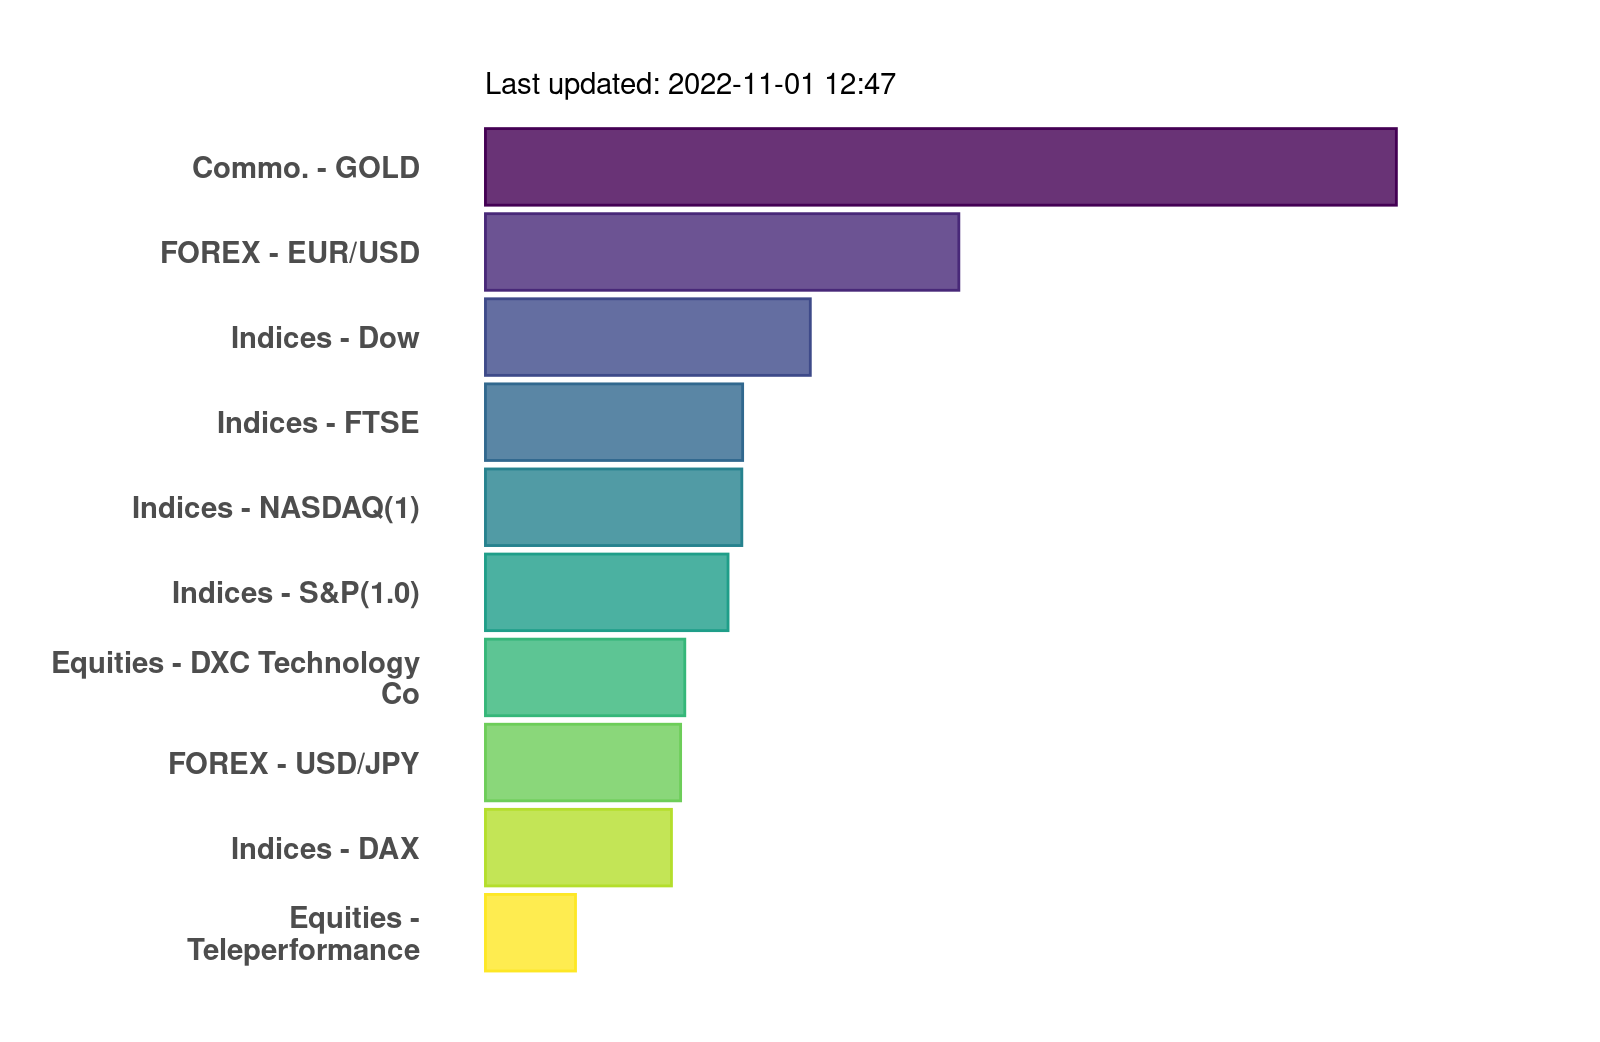 Last updated: 2022-11-01 12:47
Commo. - GOLD
FOREX - EUR/USD
Indices - Dow
Indices - FTSE
Indices - NASDAQ(1)
Indices - S&P(1.0)
Equities - DXC Technology
Co
FOREX - USD/JPY
Indices - DAX
Equities -
Teleperformance